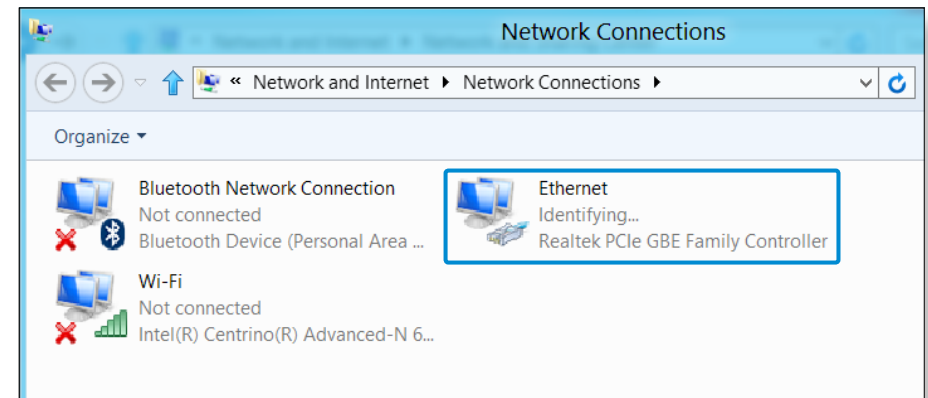 Network Connections
« Network and Internet ▸ Network Connections ▸
Organize
Bluetooth Network Connection
Not connected
Bluetooth Device (Personal Area ...
Ethernet
Identifying...
Realtek PCIe GBE Family Controller
Wi-Fi
Not connected
Intel(R) Centrino(R) Advanced-N 6...